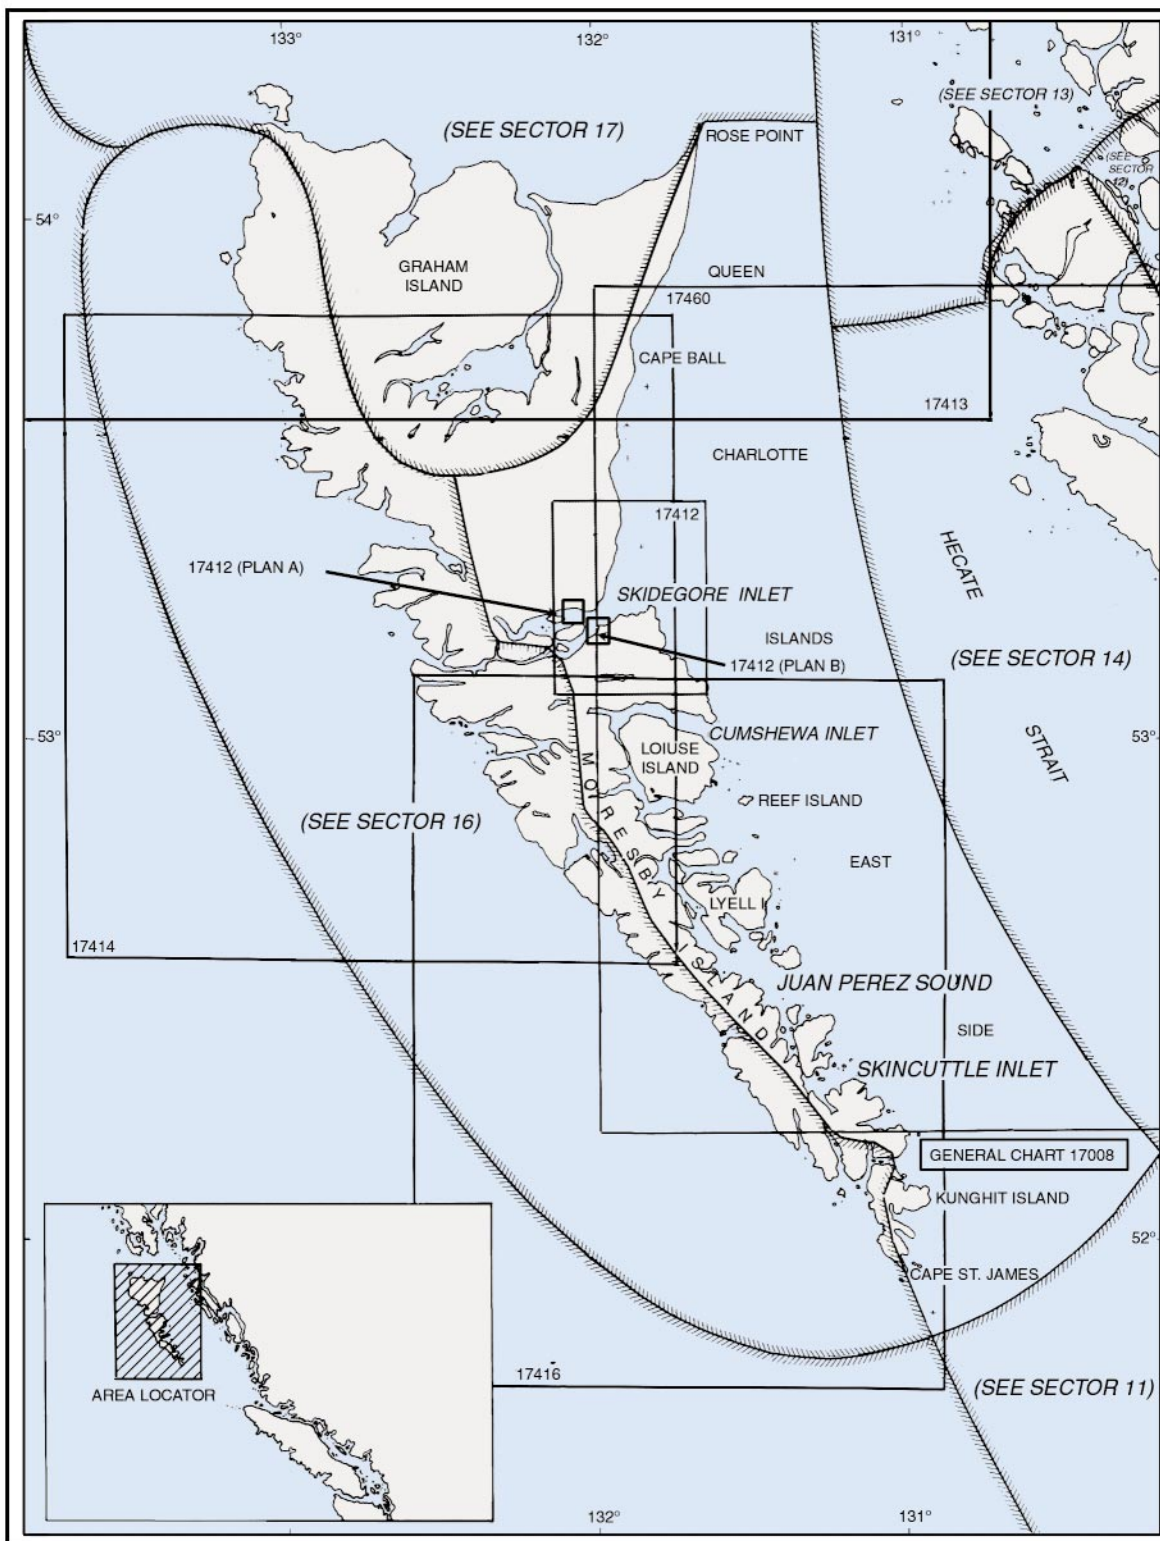 133°
132°
131°
(SEE SECTOR 13)
(SEE SECTOR 17)
ROSE POINT
(SEE
SECTOR
12)
54°
GRAHAM
ISLAND
QUEEN
17460
CAPE BALL
17413
CHARLOTTE
17412
HECATE
17412 (PLAN A)
SKIDEGORE INLET
ISLANDS
(SEE SECTOR 14)
17412 (PLAN B)
53°
CUMSHEWA INLET
53°
LOIUSE
ISLAND
STRAIT
MORESBY
REEF ISLAND
(SEE SECTOR 16)
EAST
LYELL I
17414
ISLAND
JUAN PEREZ SOUND
SIDE
SKINCUTTLE INLET
GENERAL CHART 17008
KUNGHIT ISLAND
52°
CAPE ST. JAMES
17416
(SEE SECTOR 11)
AREA LOCATOR
132°
131°